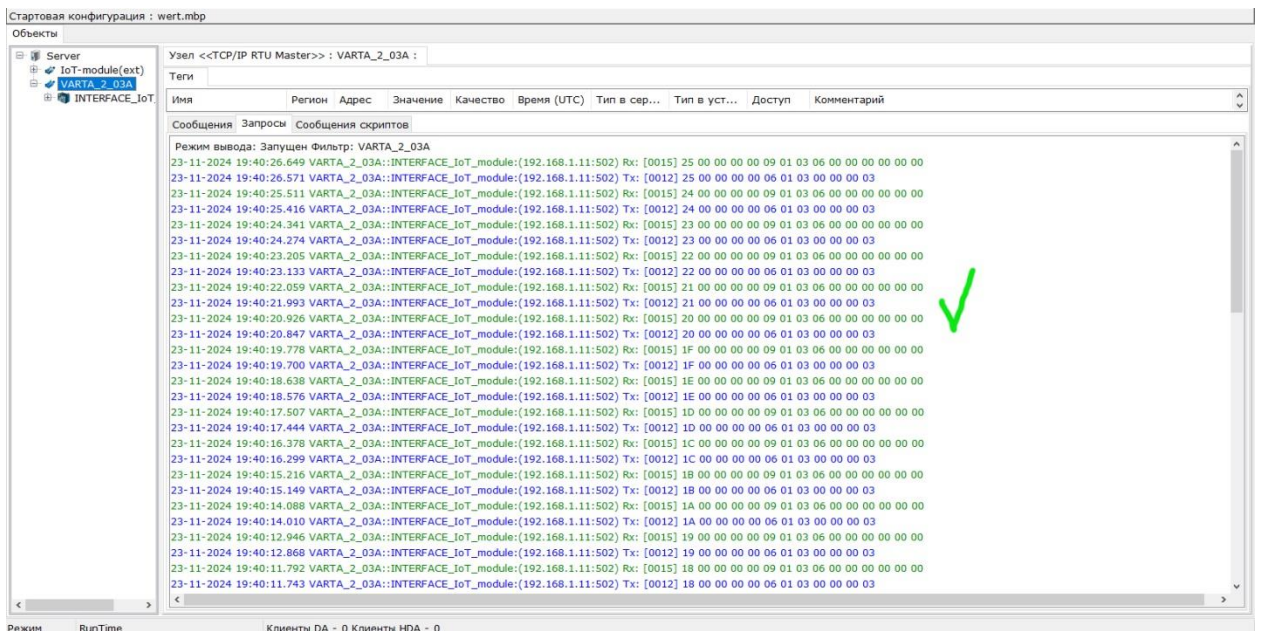 Стартовая конфигурация : wert.mbp
Объекты
Server
IoT-module(ext)
VARTA_2_03A
INTERFACE_IoT_
Узел <<TCP/IP RTU Master>> : VARTA_2_03A :
Теги
Имя Регион Адрес Значение Качество Время (UTC) Тип в сер... Тип в уст... Доступ Комментарий
Сообщения Запросы Сообщения скриптов
Режим вывода: Запущен Фильтр: VARTA_2_03A
23-11-2024 19:40:26.649 VARTA_2_03A::INTERFACE_IoT_module:(192.168.1.11:502) Rx: [0015] 25 00 00 00 00 09 01 03 06 00 00 00 00 00 00
23-11-2024 19:40:26.571 VARTA_2_03A::INTERFACE_IoT_module:(192.168.1.11:502) Tx: [0012] 25 00 00 00 00 06 01 03 00 00 00 03
23-11-2024 19:40:25.511 VARTA_2_03A::INTERFACE_IoT_module:(192.168.1.11:502) Rx: [0015] 24 00 00 00 00 09 01 03 06 00 00 00 00 00 00
23-11-2024 19:40:25.416 VARTA_2_03A::INTERFACE_IoT_module:(192.168.1.11:502) Tx: [0012] 24 00 00 00 00 06 01 03 00 00 00 03
23-11-2024 19:40:24.341 VARTA_2_03A::INTERFACE_IoT_module:(192.168.1.11:502) Rx: [0015] 23 00 00 00 00 09 01 03 06 00 00 00 00 00 00
23-11-2024 19:40:24.274 VARTA_2_03A::INTERFACE_IoT_module:(192.168.1.11:502) Tx: [0012] 23 00 00 00 00 06 01 03 00 00 00 03
23-11-2024 19:40:23.205 VARTA_2_03A::INTERFACE_IoT_module:(192.168.1.11:502) Rx: [0015] 22 00 00 00 00 09 01 03 06 00 00 00 00 00 00
23-11-2024 19:40:23.133 VARTA_2_03A::INTERFACE_IoT_module:(192.168.1.11:502) Tx: [0012] 22 00 00 00 00 06 01 03 00 00 00 03
23-11-2024 19:40:22.059 VARTA_2_03A::INTERFACE_IoT_module:(192.168.1.11:502) Rx: [0015] 21 00 00 00 00 09 01 03 06 00 00 00 00 00 00
23-11-2024 19:40:21.993 VARTA_2_03A::INTERFACE_IoT_module:(192.168.1.11:502) Tx: [0012] 21 00 00 00 00 06 01 03 00 00 00 03
23-11-2024 19:40:20.926 VARTA_2_03A::INTERFACE_IoT_module:(192.168.1.11:502) Rx: [0015] 20 00 00 00 00 09 01 03 06 00 00 00 00 00 00
23-11-2024 19:40:20.847 VARTA_2_03A::INTERFACE_IoT_module:(192.168.1.11:502) Tx: [0012] 20 00 00 00 00 06 01 03 00 00 00 03
23-11-2024 19:40:19.778 VARTA_2_03A::INTERFACE_IoT_module:(192.168.1.11:502) Rx: [0015] 1F 00 00 00 00 09 01 03 06 00 00 00 00 00 00
23-11-2024 19:40:19.700 VARTA_2_03A::INTERFACE_IoT_module:(192.168.1.11:502) Tx: [0012] 1F 00 00 00 00 06 01 03 00 00 00 03
23-11-2024 19:40:18.638 VARTA_2_03A::INTERFACE_IoT_module:(192.168.1.11:502) Rx: [0015] 1E 00 00 00 00 09 01 03 06 00 00 00 00 00 00
23-11-2024 19:40:18.576 VARTA_2_03A::INTERFACE_IoT_module:(192.168.1.11:502) Tx: [0012] 1E 00 00 00 00 06 01 03 00 00 00 03
23-11-2024 19:40:17.507 VARTA_2_03A::INTERFACE_IoT_module:(192.168.1.11:502) Rx: [0015] 1D 00 00 00 00 09 01 03 06 00 00 00 00 00 00
23-11-2024 19:40:17.444 VARTA_2_03A::INTERFACE_IoT_module:(192.168.1.11:502) Tx: [0012] 1D 00 00 00 00 06 01 03 00 00 00 03
23-11-2024 19:40:16.378 VARTA_2_03A::INTERFACE_IoT_module:(192.168.1.11:502) Rx: [0015] 1C 00 00 00 00 09 01 03 06 00 00 00 00 00 00
23-11-2024 19:40:16.299 VARTA_2_03A::INTERFACE_IoT_module:(192.168.1.11:502) Tx: [0012] 1C 00 00 00 00 06 01 03 00 00 00 03
23-11-2024 19:40:15.216 VARTA_2_03A::INTERFACE_IoT_module:(192.168.1.11:502) Rx: [0015] 1B 00 00 00 00 09 01 03 06 00 00 00 00 00 00
23-11-2024 19:40:15.149 VARTA_2_03A::INTERFACE_IoT_module:(192.168.1.11:502) Tx: [0012] 1B 00 00 00 00 06 01 03 00 00 00 03
23-11-2024 19:40:14.088 VARTA_2_03A::INTERFACE_IoT_module:(192.168.1.11:502) Rx: [0015] 1A 00 00 00 00 09 01 03 06 00 00 00 00 00 00
23-11-2024 19:40:14.010 VARTA_2_03A::INTERFACE_IoT_module:(192.168.1.11:502) Tx: [0012] 1A 00 00 00 00 06 01 03 00 00 00 03
23-11-2024 19:40:12.946 VARTA_2_03A::INTERFACE_IoT_module:(192.168.1.11:502) Rx: [0015] 19 00 00 00 00 09 01 03 06 00 00 00 00 00 00
23-11-2024 19:40:12.868 VARTA_2_03A::INTERFACE_IoT_module:(192.168.1.11:502) Tx: [0012] 19 00 00 00 00 06 01 03 00 00 00 03
23-11-2024 19:40:11.792 VARTA_2_03A::INTERFACE_IoT_module:(192.168.1.11:502) Rx: [0015] 18 00 00 00 00 09 01 03 06 00 00 00 00 00 00
23-11-2024 19:40:11.743 VARTA_2_03A::INTERFACE_IoT_module:(192.168.1.11:502) Tx: [0012] 18 00 00 00 00 06 01 03 00 00 00 03
Режим RunTime Клиенты DA - 0 Клиенты HDA - 0